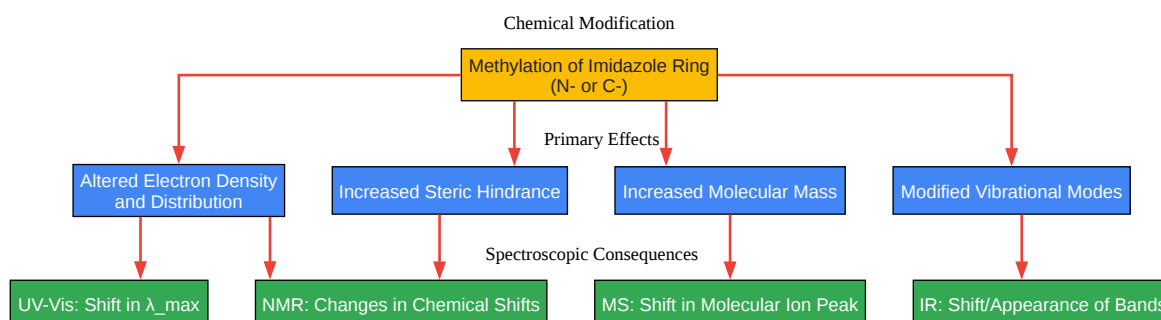 Chemical Modification
Methylation of Imidazole Ring
(N- or C-)
Primary Effects
Altered Electron Density
and Distribution
Increased Steric Hindrance
Increased Molecular Mass
Modified Vibrational Modes
Spectroscopic Consequences
UV-Vis: Shift in λ_max
NMR: Changes in Chemical Shifts
MS: Shift in Molecular Ion Peak
IR: Shift/Appearance of Bands